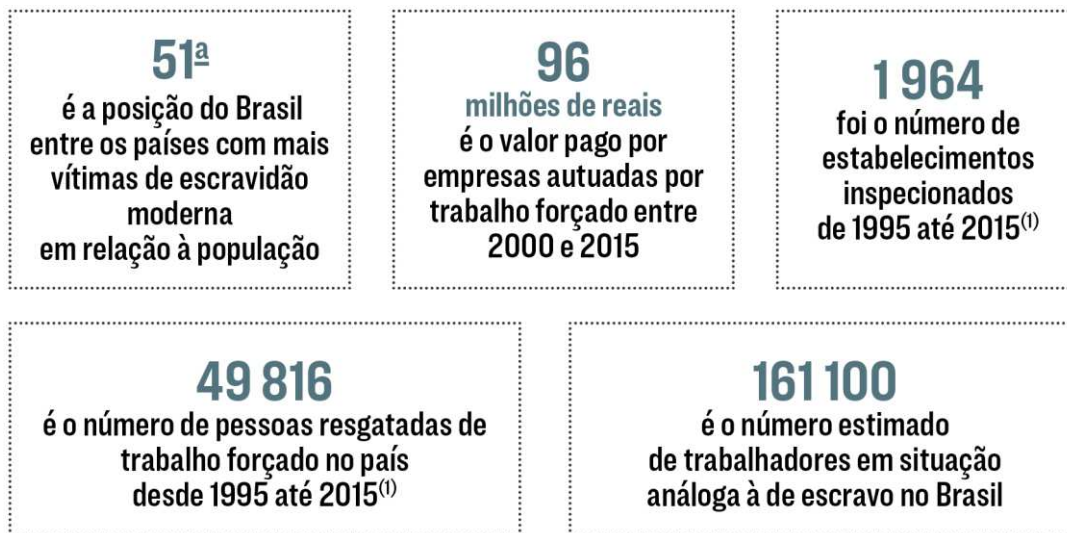 51ª
é a posição do Brasil
entre os países com mais
vítimas de escravidão
moderna
em relação à população
96
milhões de reais
é o valor pago por
empresas autuadas por
trabalho forçado entre
2000 e 2015
1 964
foi o número de
estabelecimentos
inspecionados
de 1995 até 2015(1)
49 816
é o número de pessoas resgatadas de
trabalho forçado no país
desde 1995 até 2015(1)
161 100
é o número estimado
de trabalhadores em situação
análoga à de escravo no Brasil